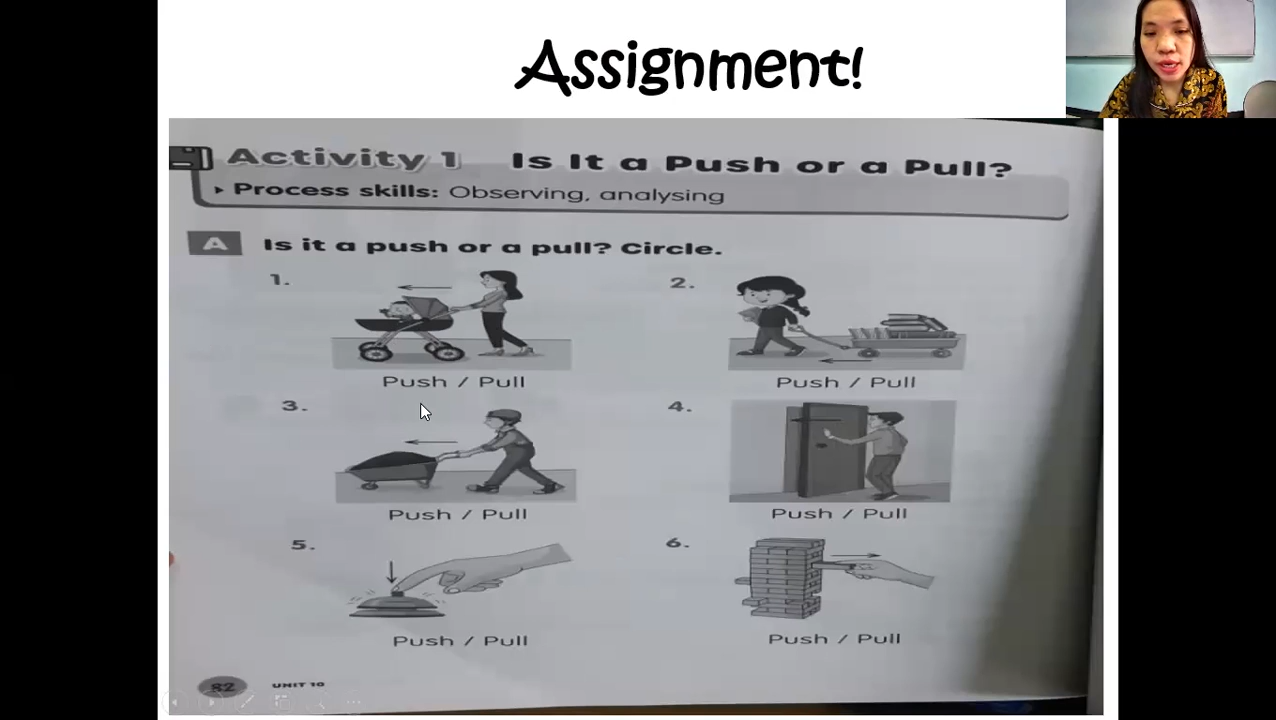 Assignment!
Activity 1 Is It a Push or a Pull?
Process skills: Observing, analysing
A Is it a push or a pull? Circle.
1. 2.
Push / Pull Push / Pull
3. 4.
Push / Pull Push / Pull
5. 6.
Push / Pull Push / Pull
82 UNIT 10